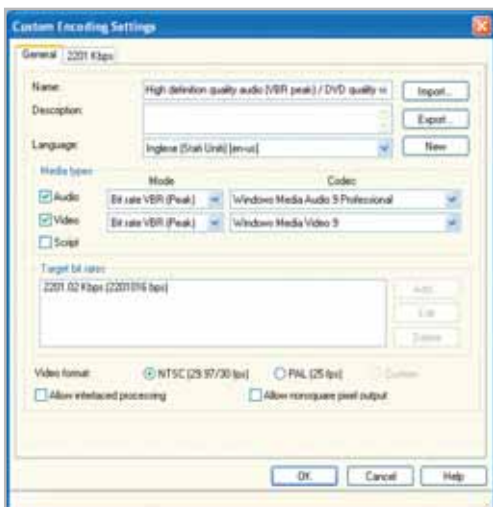 Custom Encoding Settings
General 2201 Kbps
Name: High definition quality audio (VBR peak) / DVD quality Import...
Description: Export...
New
Language: Inglese (Stati Uniti) [en-us]
Media types
Mode Codec
Audio Bit rate VBR (Peak) Windows Media Audio 9 Professional
Video Bit rate VBR (Peak) Windows Media Video 9
Script
Target bit rates
2201.02 Kbps (2201016 bps)
Add...
Edit
Delete
Video format: NTSC (29.97/30 fps) PAL (25 fps) Custom
Allow interlaced processing Allow nonsquare pixel output
OK Cancel Help